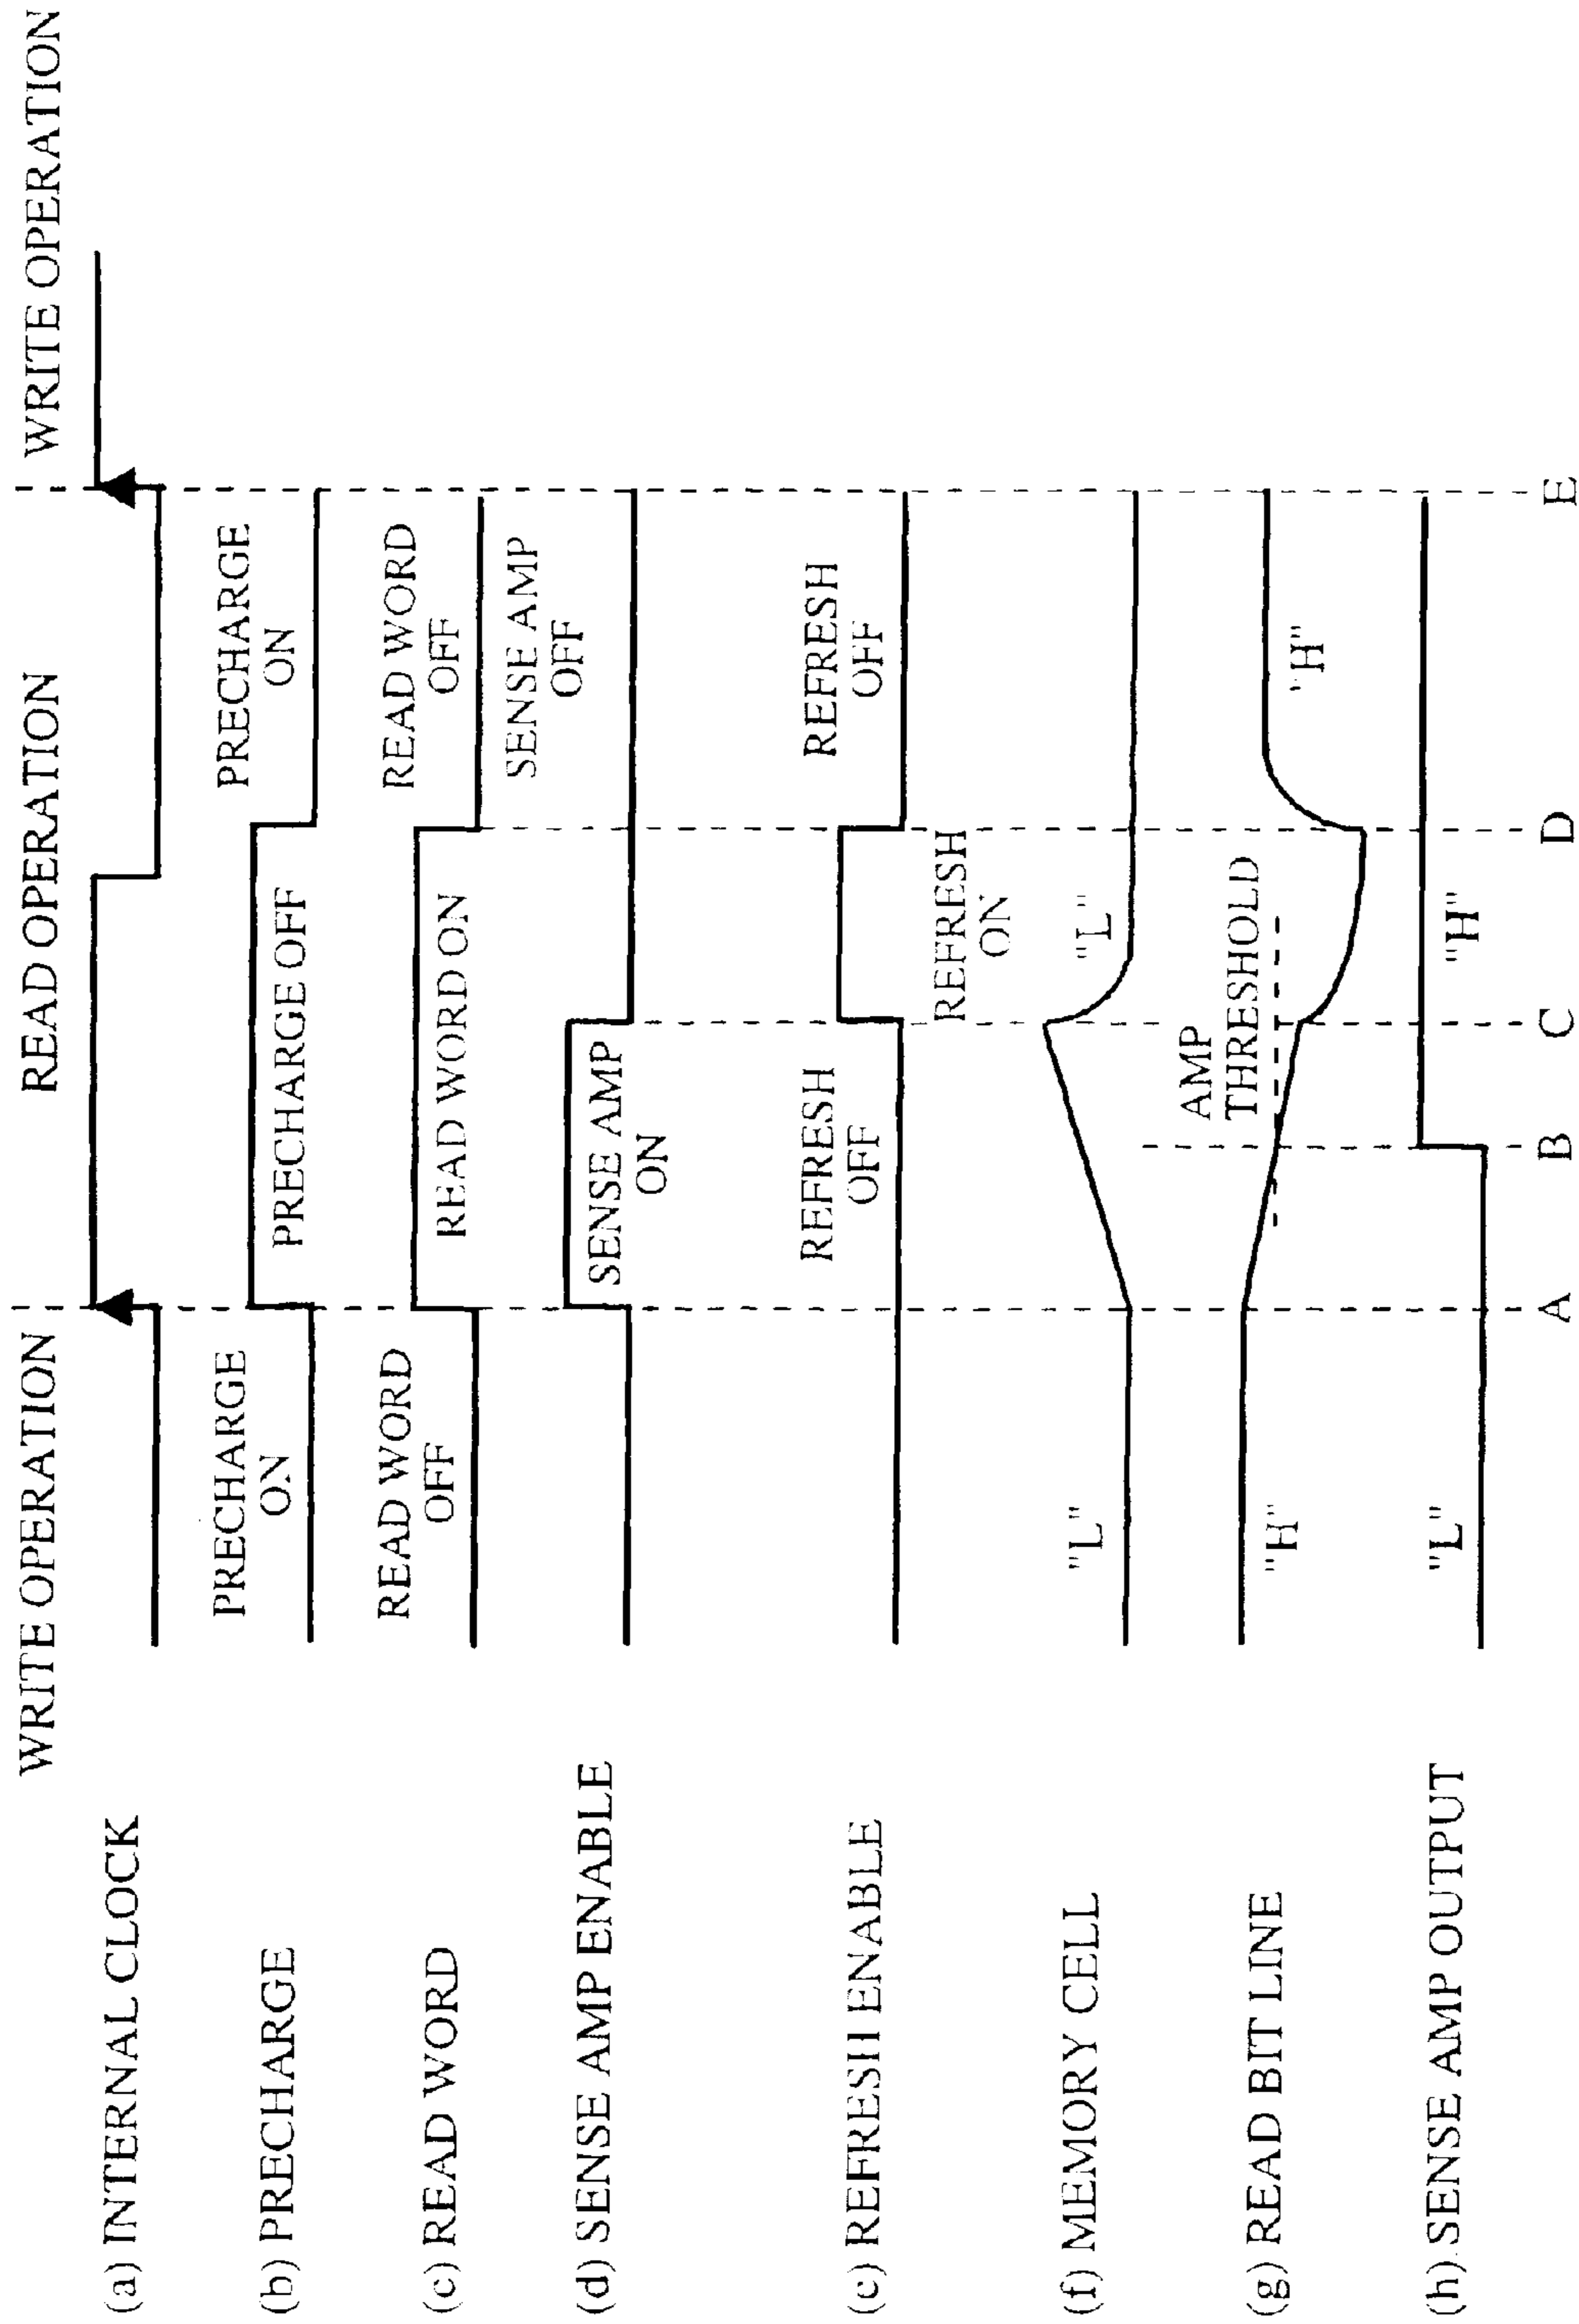 WRITE OPERATION
READ OPERATION
WRITE OPERATION
(a) INTERNAL CLOCK
(b) PRECHARGE
PRECHARGE
ON
PRECHARGE OFF
PRECHARGE
ON
(c) READ WORD
READ WORD
OFF
READ WORD ON
READ WORD
OFF
(d) SENSE AMP ENABLE
SENSE AMP
ON
SENSE AMP
OFF
(e) REFRESH ENABLE
REFRESH
OFF
REFRESH
ON
REFRESH
OFF
(f) MEMORY CELL
"L"
"L"
(g) READ BIT LINE
"H"
AMP
THRESHOLD
"H"
(h) SENSE AMP OUTPUT
"L"
"H"
A
B
C
D
E